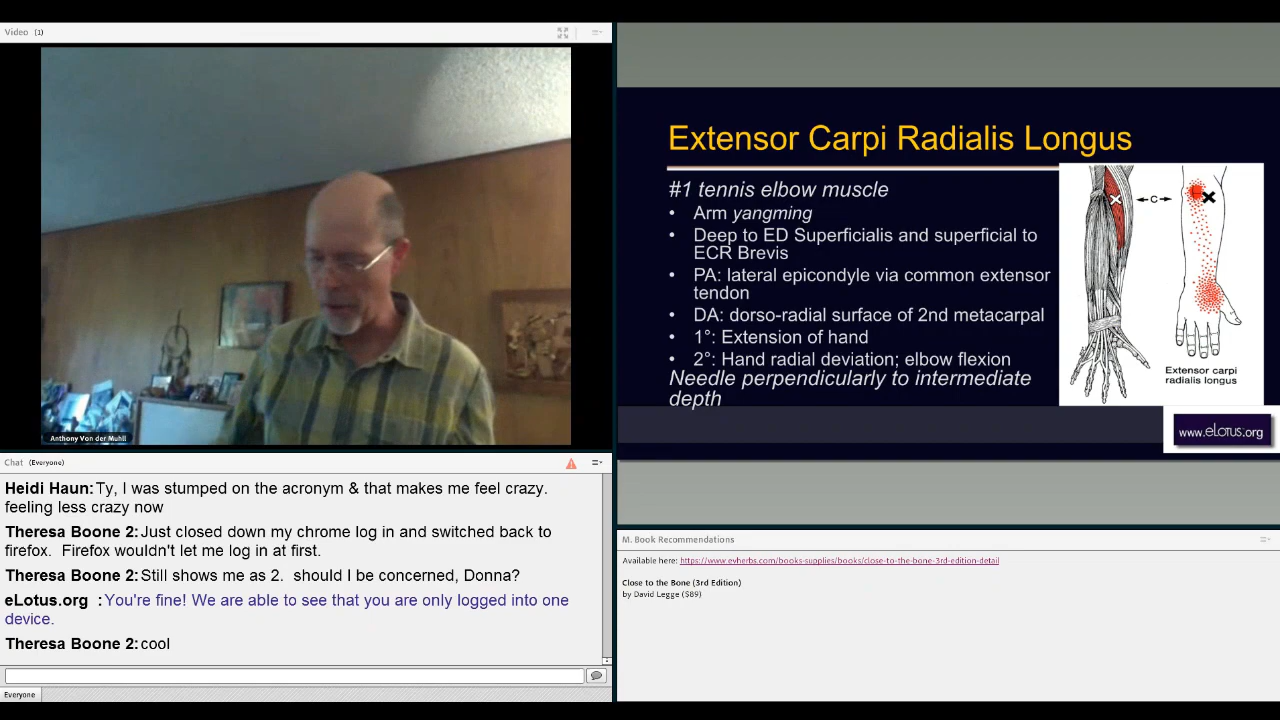 Video (1)
Anthony Von der Muhll
Chat (Everyone)
Heidi Haun: Ty, I was stumped on the acronym & that makes me feel crazy.
feeling less crazy now
Theresa Boone 2: Just closed down my chrome log in and switched back to
firefox. Firefox wouldn't let me log in at first.
Theresa Boone 2: Still shows me as 2. should I be concerned, Donna?
eLotus.org : You're fine! We are able to see that you are only logged into one
device.
Theresa Boone 2: cool
Everyone
Extensor Carpi Radialis Longus
#1 tennis elbow muscle
• Arm yangming
• Deep to ED Superficialis and superficial to
ECR Brevis
• PA: lateral epicondyle via common extensor
tendon
• DA: dorso-radial surface of 2nd metacarpal
• 1°: Extension of hand
• 2°: Hand radial deviation; elbow flexion
Needle perpendicularly to intermediate
depth
C
Extensor carpi
radialis longus
www.eLotus.org
M. Book Recommendations
Available here: https://www.evherbs.com/books-supplies/books/close-to-the-bone-3rd-edition-detail
Close to the Bone (3rd Edition)
by David Legge ($89)